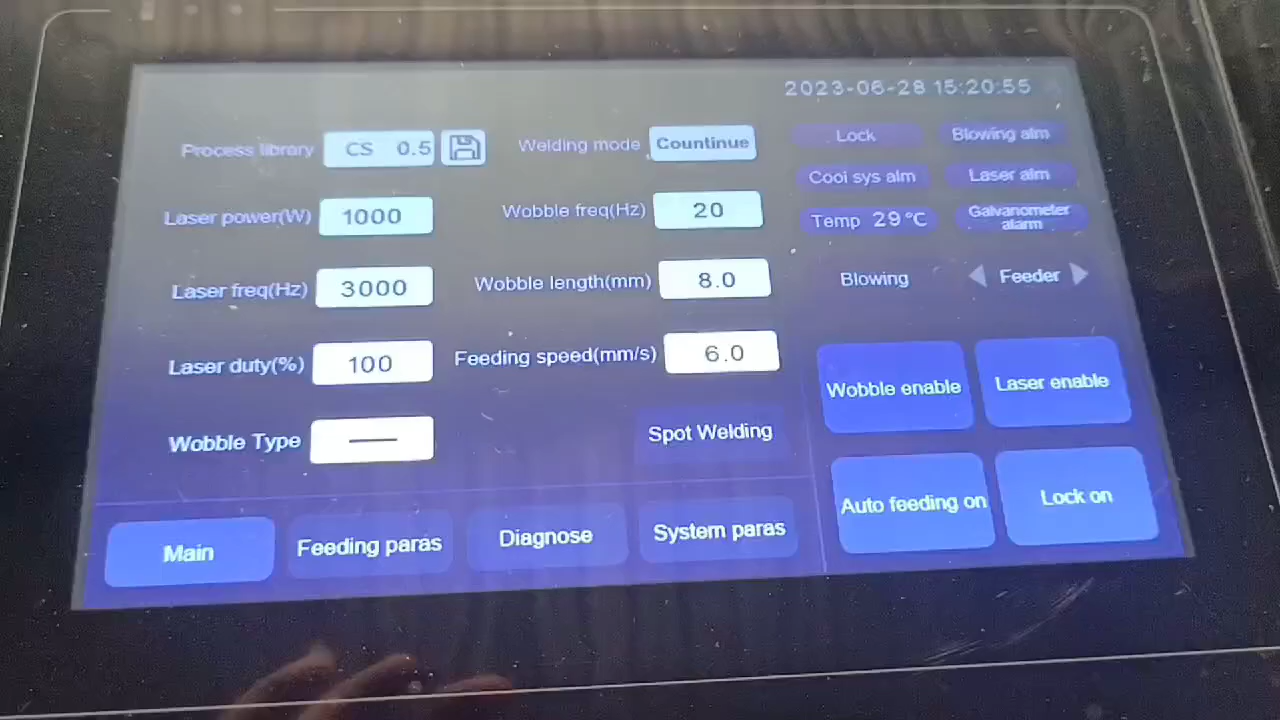 2023-06-28 15:20:55
Process library CS 0.5
Welding mode Countinue
Lock
Blowing alm
Cool sys alm
Laser alm
Laser power(W) 1000
Wobble freq(Hz) 20
Temp 29℃
Galvanometer
alarm
Laser freq(Hz) 3000
Wobble length(mm) 8.0
Blowing
Feeder
Laser duty(%) 100
Feeding speed(mm/s) 6.0
Wobble enable
Laser enable
Wobble Type
Spot Welding
Auto feeding on
Lock on
Main
Feeding paras
Diagnose
System paras